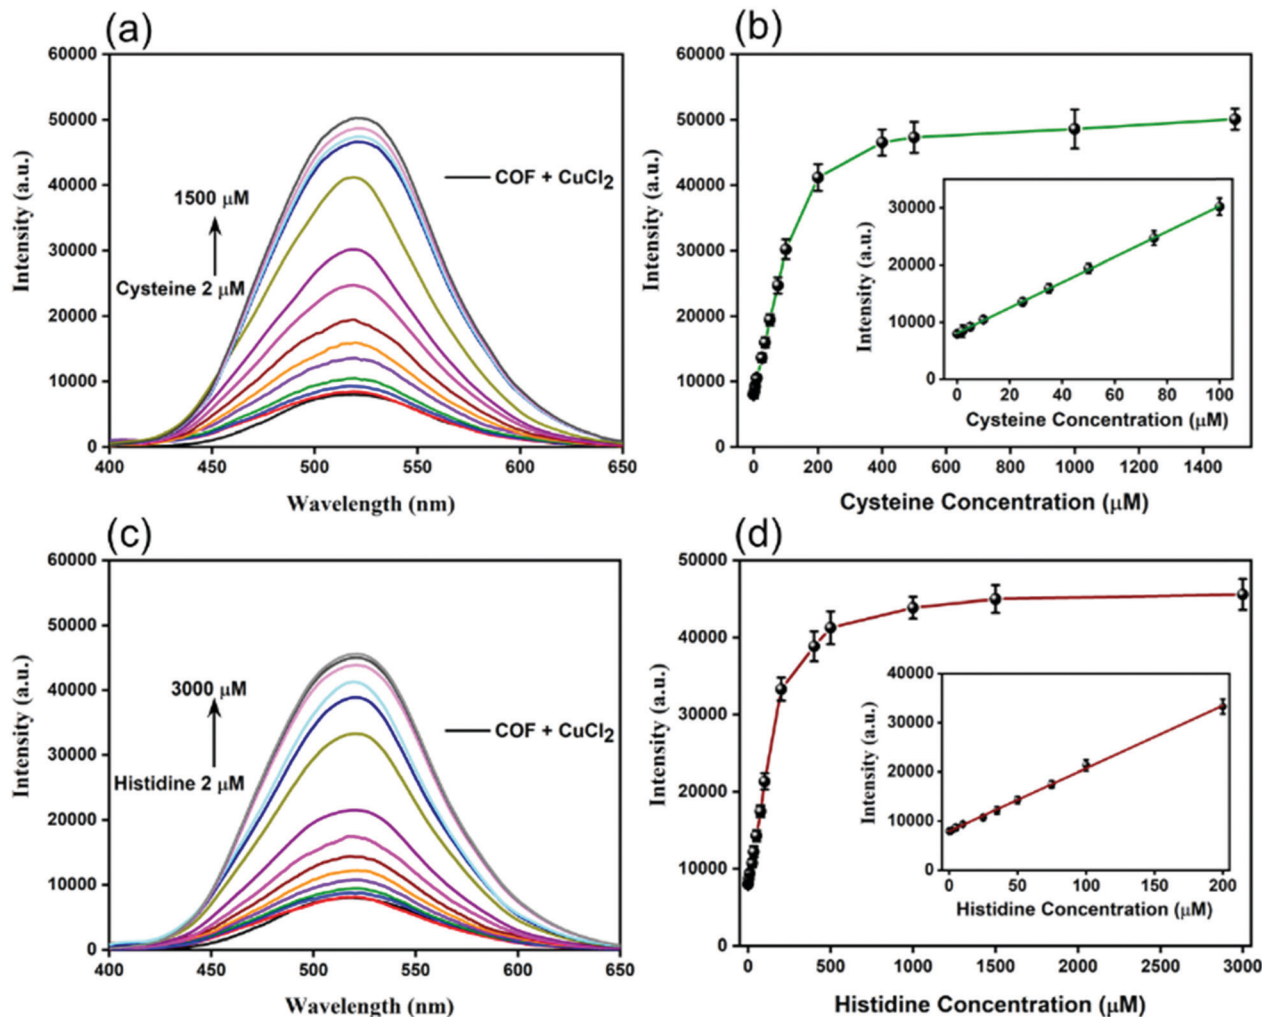 (a)
60000
50000
40000
30000
20000
10000
0
Intensity (a.u.)
1500 μM
Cysteine 2 μM
COF + CuCl2
400 450 500 550 600 650
Wavelength (nm)
(b)
60000
50000
40000
30000
20000
10000
0
Intensity (a.u.)
0 200 400 600 800 1000 1200 1400
Cysteine Concentration (μM)
30000
20000
10000
0
Intensity (a.u.)
0 20 40 60 80 100
Cysteine Concentration (μM)
(c)
60000
50000
40000
30000
20000
10000
0
Intensity (a.u.)
3000 μM
Histidine 2 μM
COF + CuCl2
400 450 500 550 600 650
Wavelength (nm)
(d)
50000
40000
30000
20000
10000
0
Intensity (a.u.)
0 500 1000 1500 2000 2500 3000
Histidine Concentration (μM)
40000
30000
20000
10000
0
Intensity (a.u.)
0 50 100 150 200
Histidine Concentration (μM)